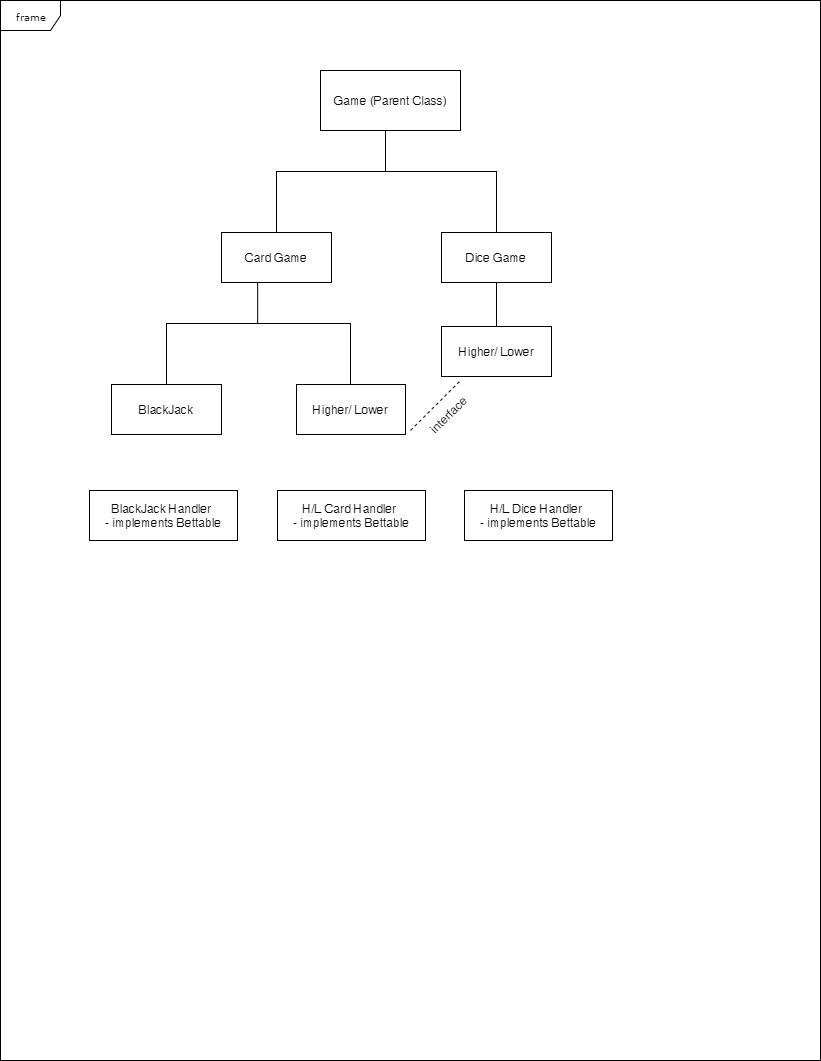 frame
Game (Parent Class)
Card Game
Dice Game
Higher/ Lower
BlackJack
Higher/ Lower
interface
BlackJack Handler
- implements Bettable
H/L Card Handler
- implements Bettable
H/L Dice Handler
- implements Bettable